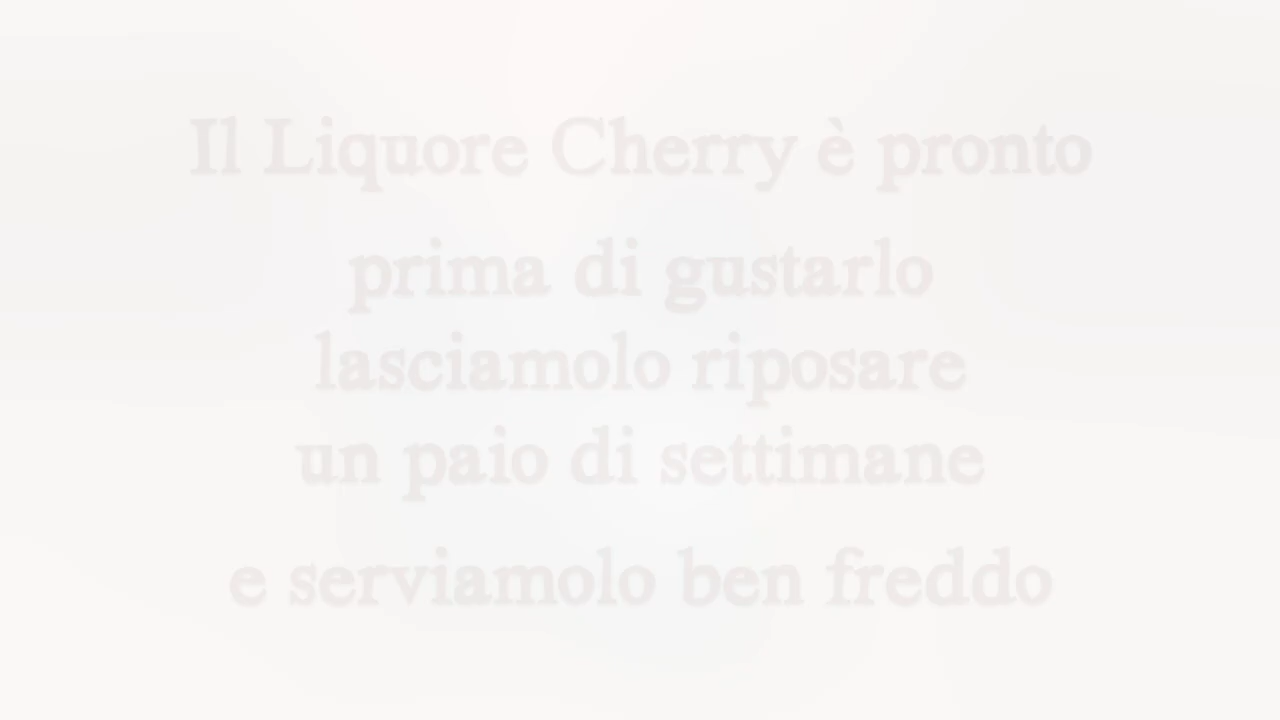 Il Liquore Cherry è pronto
prima di gustarlo
lasciamolo riposare
un paio di settimane
e serviamolo ben freddo